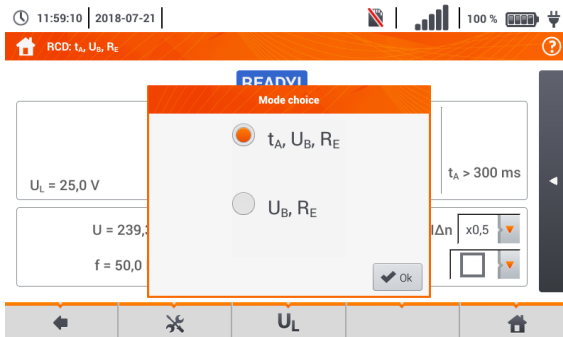 11:59:10 2018-07-21 100 %
RCD: tA, UB, RE
READY!
Mode choice
tA, UB, RE
UB, RE
Ok
UL = 25,0 V
tA > 300 ms
U = 239,
IΔn x0,5
f = 50,0
UL